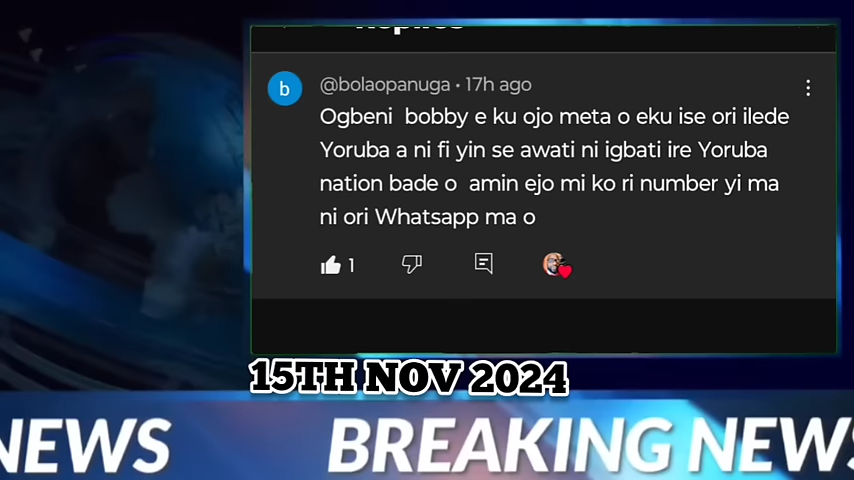 @bolaopanuga • 17h ago
Ogbeni bobby e ku ojo meta o eku ise ori ilede
Yoruba a ni fi yin se awati ni igbati ire Yoruba
nation bade o amin ejo mi ko ri number yi ma
ni ori Whatsapp ma o
1
15TH NOV 2024
NEWS BREAKING NEWS